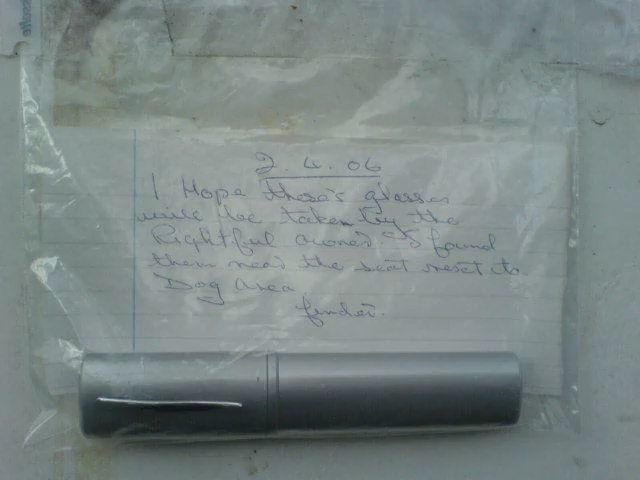 2.4.06
I Hope these's glasses
will be taken by the
Rightful owner I found
them near the seat next to
Dog area
finder.